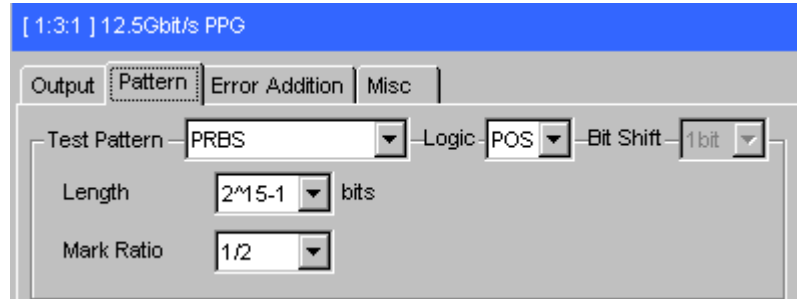 [ 1:3:1 ] 12.5Gbit/s PPG
Output Pattern Error Addition Misc
Test Pattern PRBS Logic POS Bit Shift 1bit
Length 2^15-1 bits
Mark Ratio 1/2